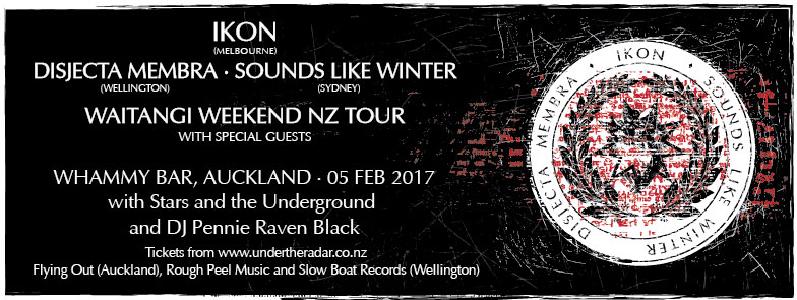 IKON
(MELBOURNE)
DISJECTA MEMBRA · SOUNDS LIKE WINTER
(WELLINGTON) (SYDNEY)
WAITANGI WEEKEND NZ TOUR
WITH SPECIAL GUESTS
WHAMMY BAR, AUCKLAND · 05 FEB 2017
with Stars and the Underground
and DJ Pennie Raven Black
Tickets from www.undertheradar.co.nz
Flying Out (Auckland), Rough Peel Music and Slow Boat Records (Wellington)
DISJECTA MEMBRA · IKON · SOUNDS LIKE WINTER